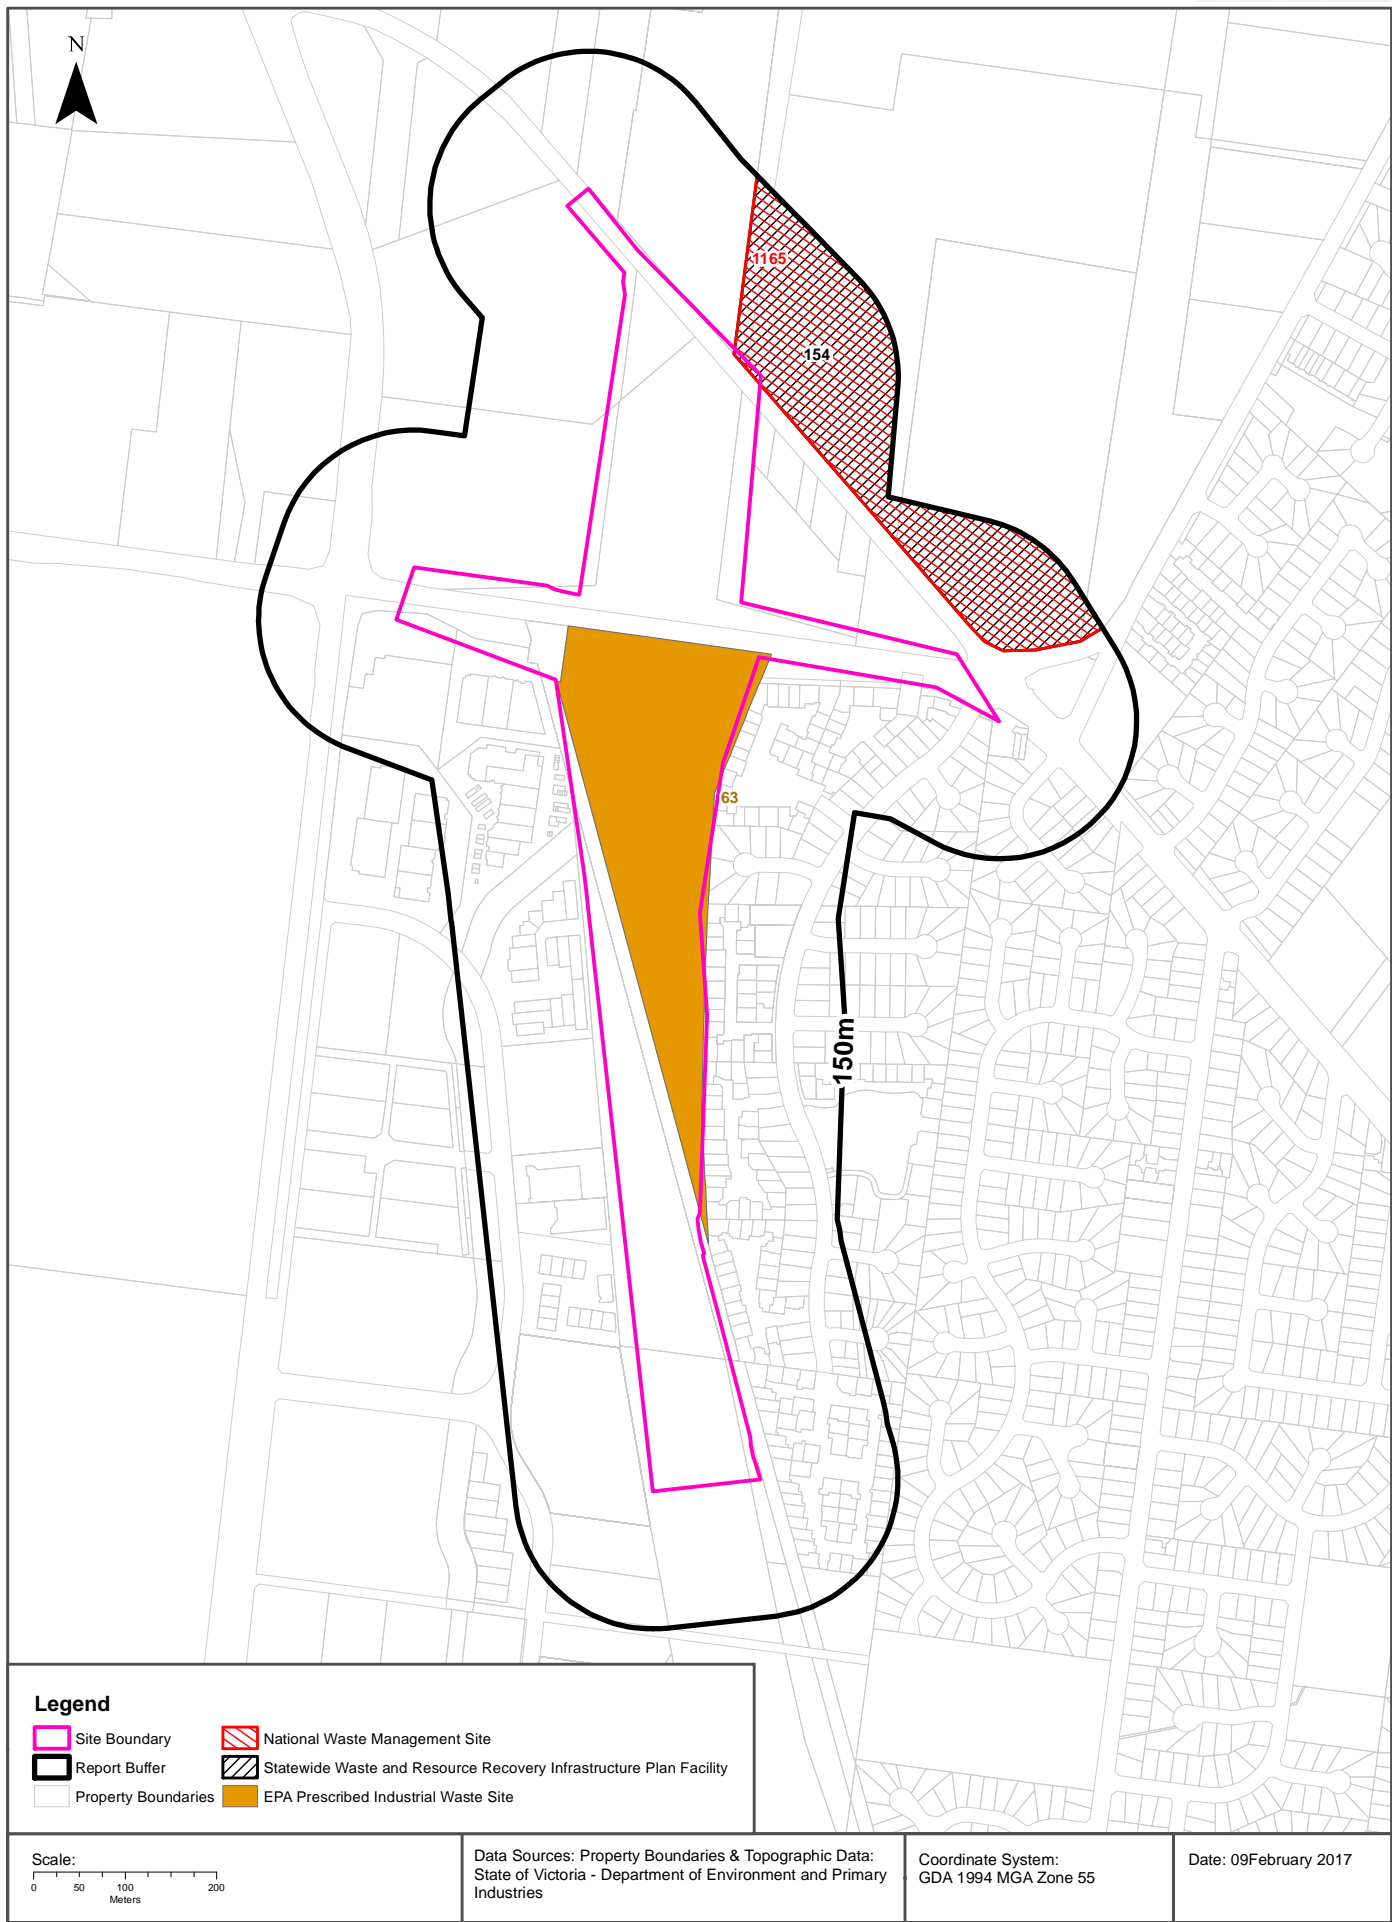 N
1165
154
63
150m
Legend
Site Boundary
National Waste Management Site
Report Buffer
Statewide Waste and Resource Recovery Infrastructure Plan Facility
Property Boundaries
EPA Prescribed Industrial Waste Site
Scale:
0 50 100 200
Meters
Data Sources: Property Boundaries & Topographic Data:
State of Victoria - Department of Environment and Primary
Industries
Coordinate System:
GDA 1994 MGA Zone 55
Date: 09February 2017